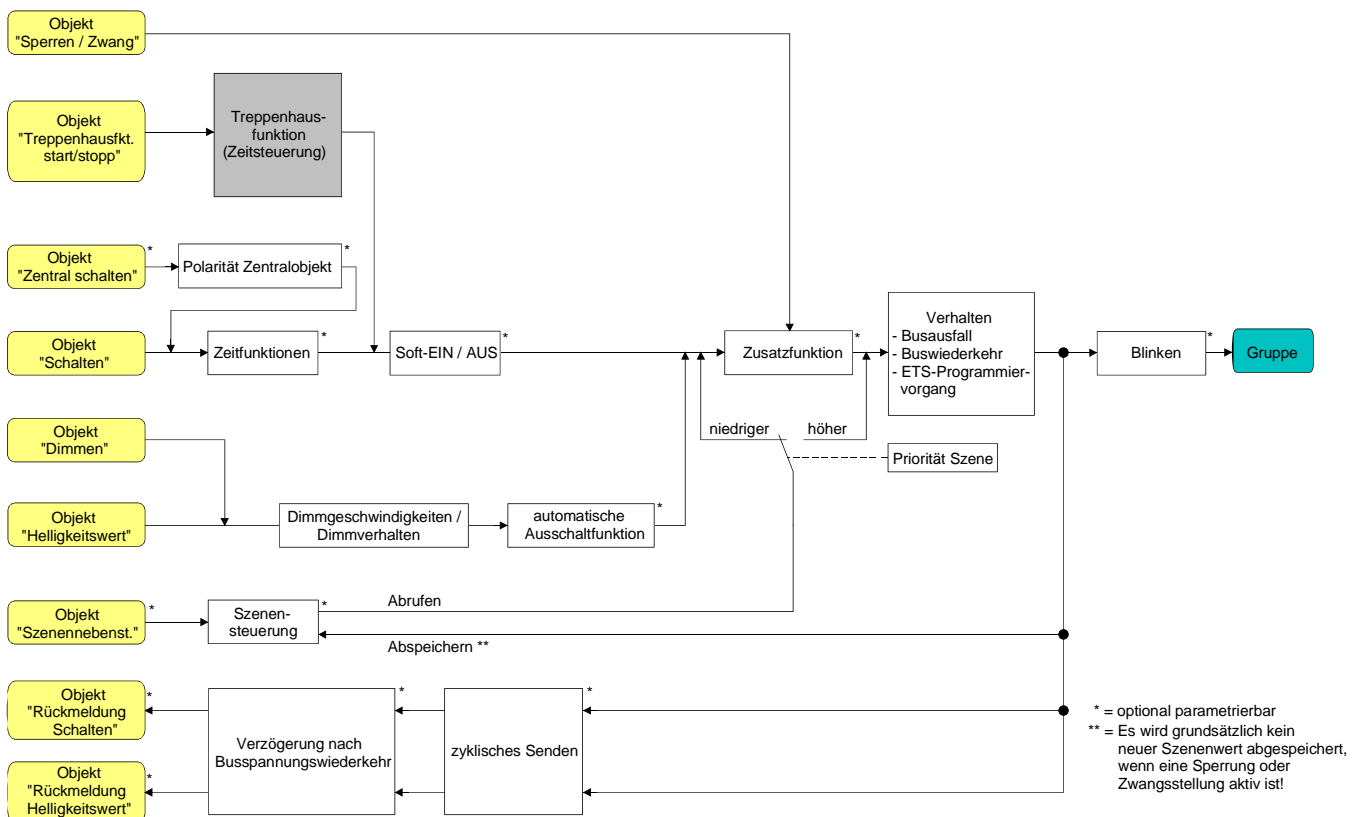 Objekt
"Sperren / Zwang"
*
Objekt
"Treppenhausfkt.
start/stopp"
Treppenhaus-
funktion
(Zeitsteuerung)
Objekt
"Zentral schalten"
*
Polarität Zentralobjekt
*
Objekt
"Schalten"
Zeitfunktionen
*
Soft-EIN / AUS
*
Zusatzfunktion
*
Verhalten
- Busausfall
- Buswiederkehr
- ETS-Programmier-
vorgang
Blinken
*
Gruppe
niedriger
höher
Priorität Szene
Objekt
"Dimmen"
Objekt
"Helligkeitswert"
Dimmgeschwindigkeiten /
Dimmverhalten
automatische
Ausschaltfunktion
*
Objekt
"Szenennebenst."
*
Szenen-
steuerung
*
Abrufen
Abspeichern **
Objekt
"Rückmeldung
Schalten"
*
Objekt
"Rückmeldung
Helligkeitswert"
*
Verzögerung nach
Busspannungswiederkehr
*
zyklisches Senden
*
* = optional parametrierbar
** = Es wird grundsätzlich kein
neuer Szenenwert abgespeichert,
wenn eine Sperrung oder
Zwangsstellung aktiv ist!